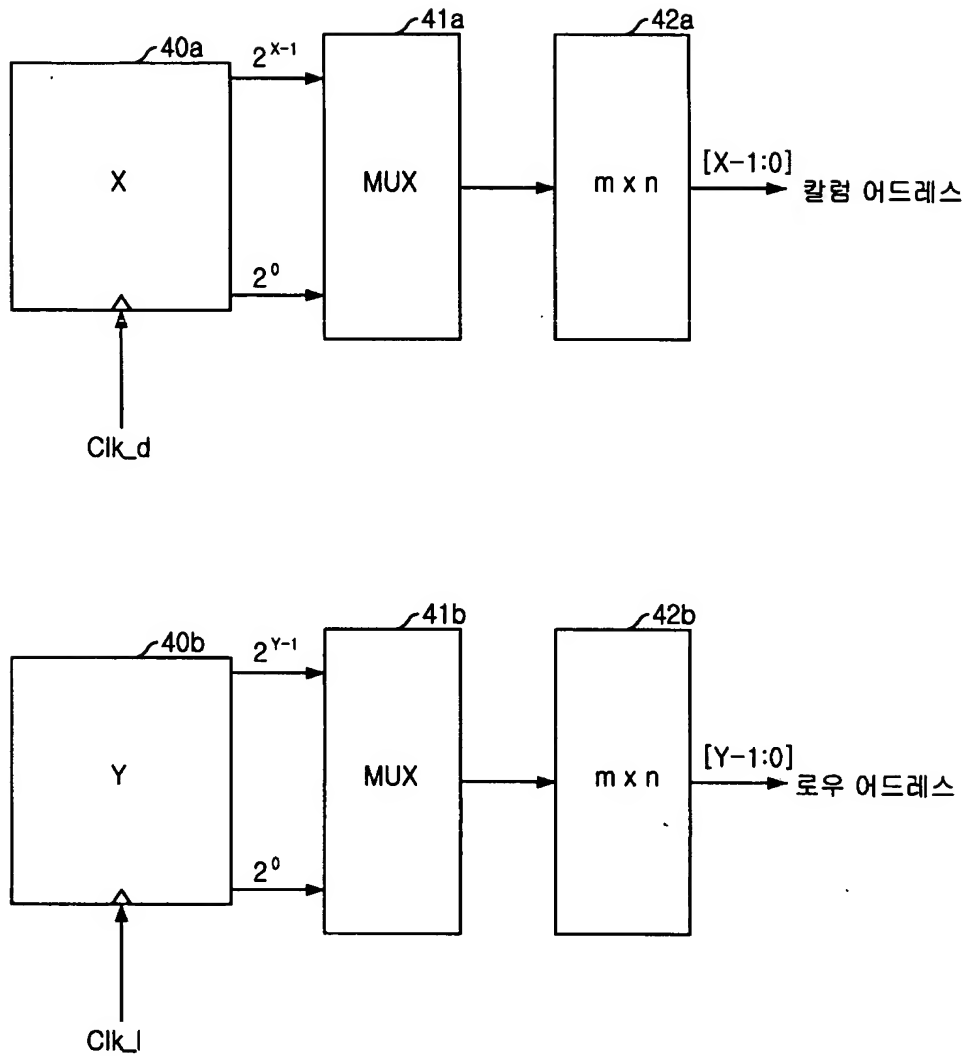 40a
2^X-1
41a
42a
X
MUX
m x n
[X-1:0]
칼럼 어드레스
2^0
Clk_d
40b
2^Y-1
41b
42b
Y
MUX
m x n
[Y-1:0]
로우 어드레스
2^0
Clk_l